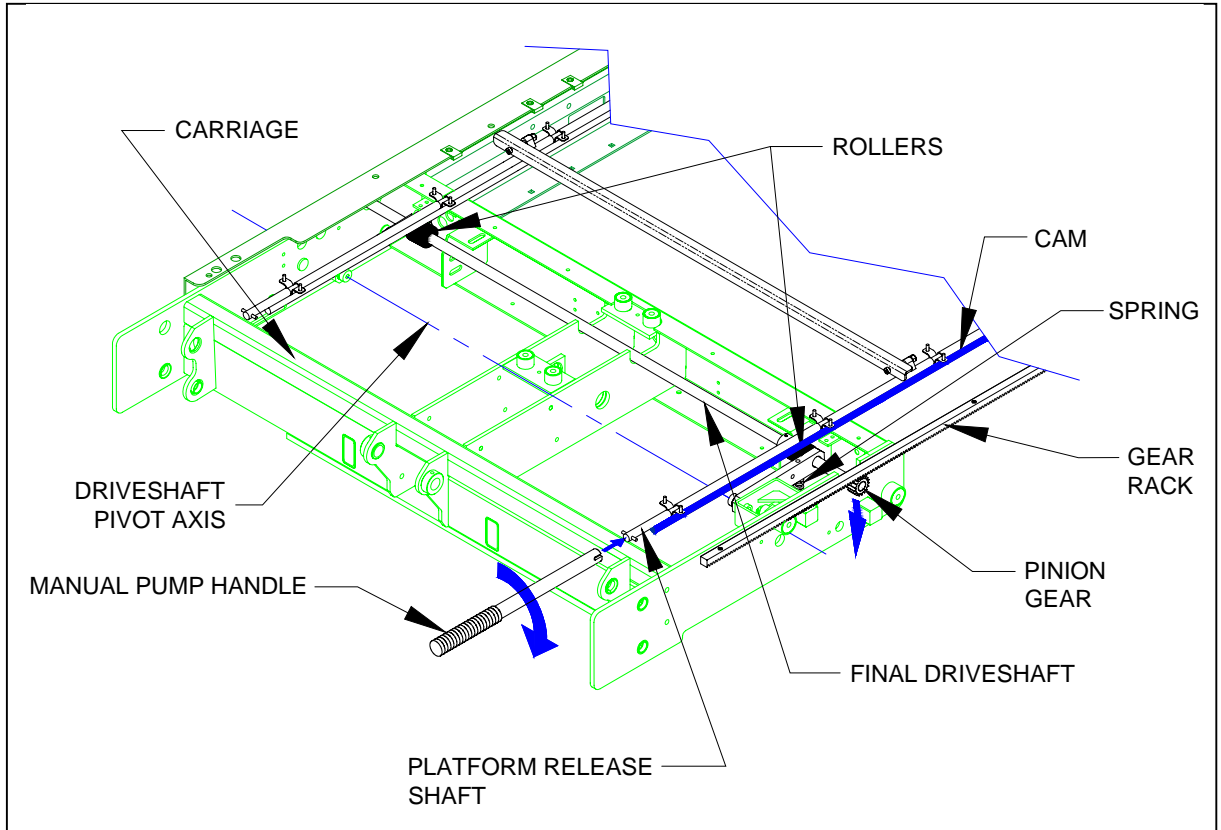 CARRIAGE
ROLLERS
CAM
SPRING
GEAR
RACK
DRIVESHAFT
PIVOT AXIS
PINION
GEAR
MANUAL PUMP HANDLE
FINAL DRIVESHAFT
PLATFORM RELEASE
SHAFT